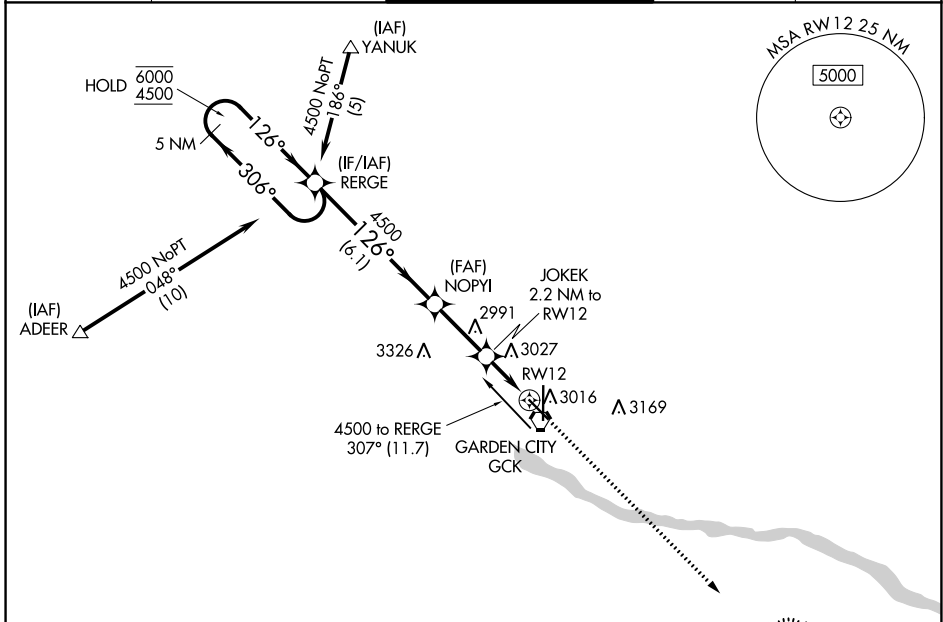 (IAF)
YANUK
MSA RW12 25 NM
5000
HOLD 6000
4500
4500 NoPT
186°
(5)
5 NM
126°
306°
(IF/IAF)
RERGE
4500
126°
(6.1)
4500 NoPT
048°
(10)
(IAF)
ADEER
(FAF)
NOPYI
JOKEK
2.2 NM to
RW12
2991
3326
3027
RW12
3016
3169
4500 to RERGE
307° (11.7)
GARDEN CITY
GCK